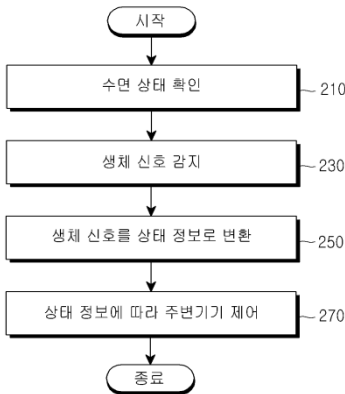 시작
수면 상태 확인
210
생체 신호 감지
230
생체 신호를 상태 정보로 변환
250
상태 정보에 따라 주변기기 제어
270
종료